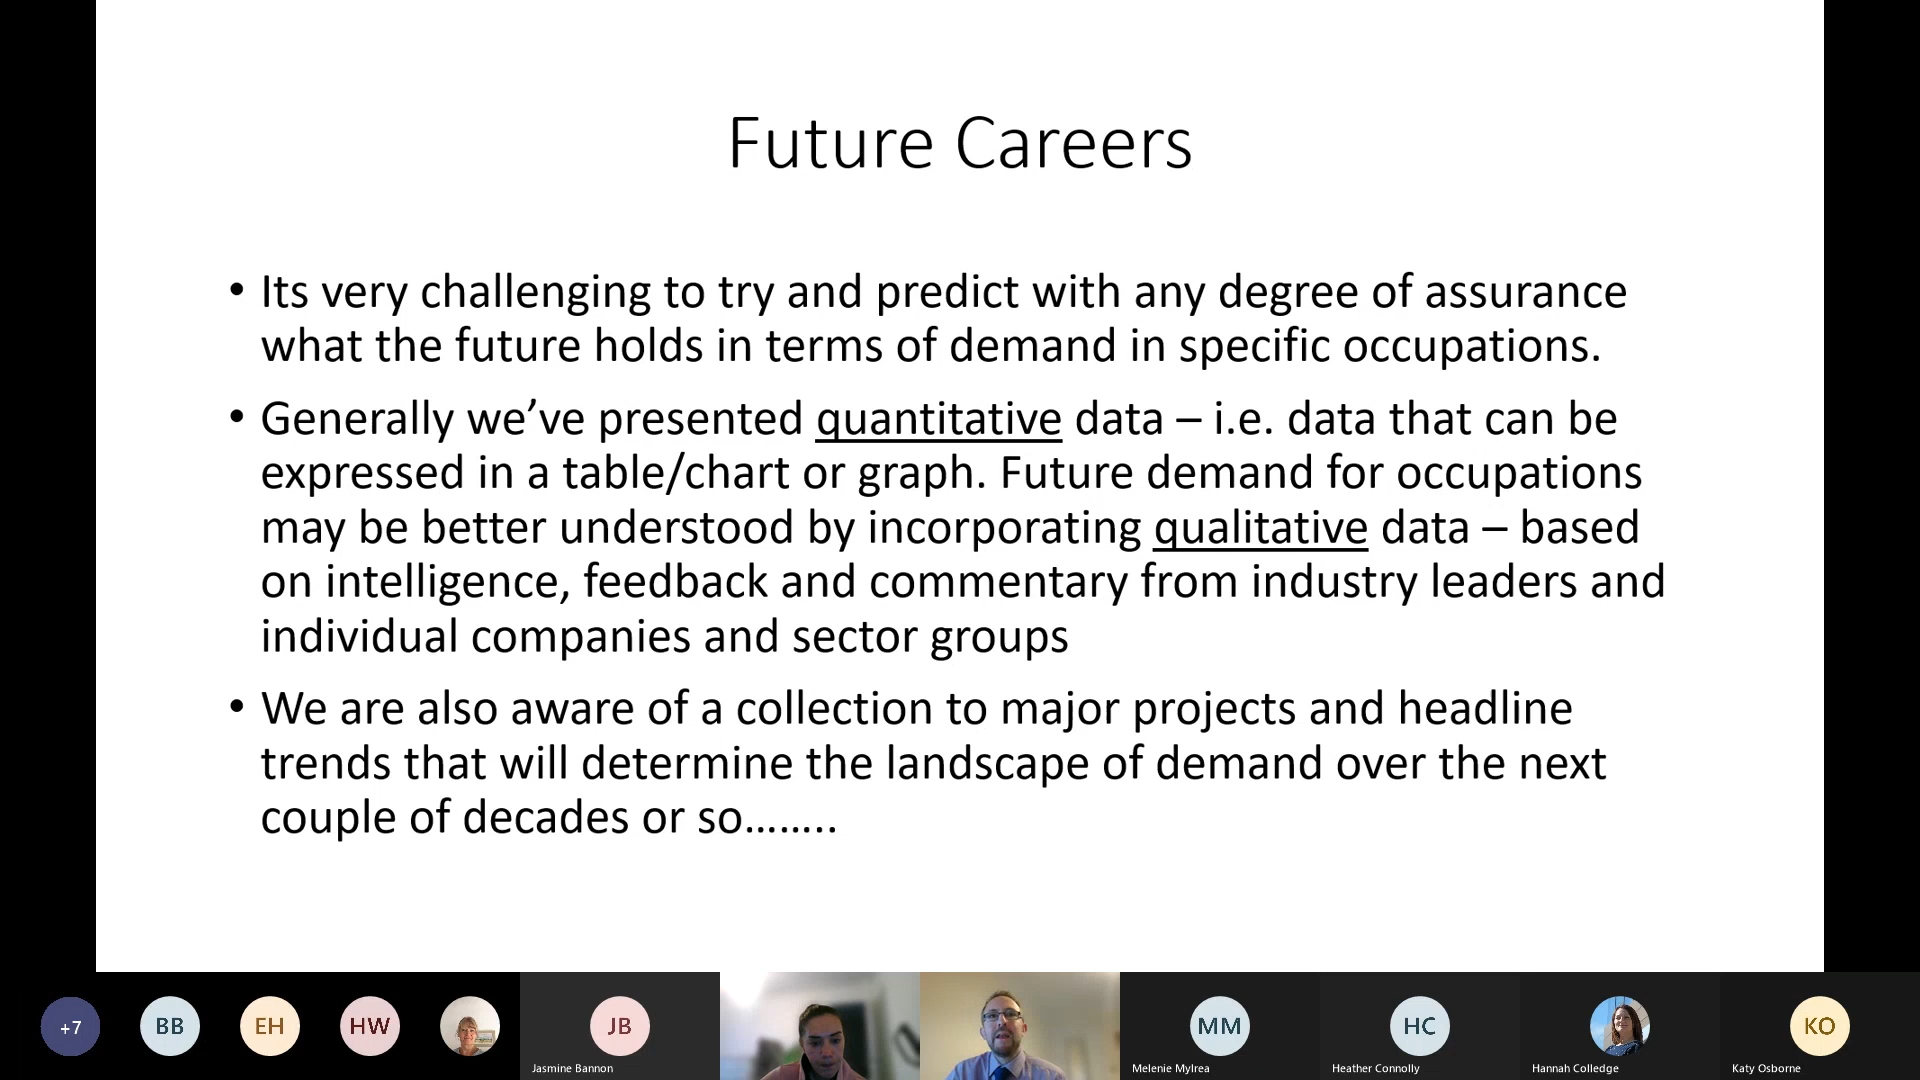 Future Careers
• Its very challenging to try and predict with any degree of assurance
what the future holds in terms of demand in specific occupations.
• Generally we’ve presented quantitative data – i.e. data that can be
expressed in a table/chart or graph. Future demand for occupations
may be better understood by incorporating qualitative data – based
on intelligence, feedback and commentary from industry leaders and
individual companies and sector groups
• We are also aware of a collection to major projects and headline
trends that will determine the landscape of demand over the next
couple of decades or so……..
+7
BB
EH
HW
JB
MM
HC
KO
Jasmine Bannon
Melenie Mylrea
Heather Connolly
Hannah Colledge
Katy Osborne